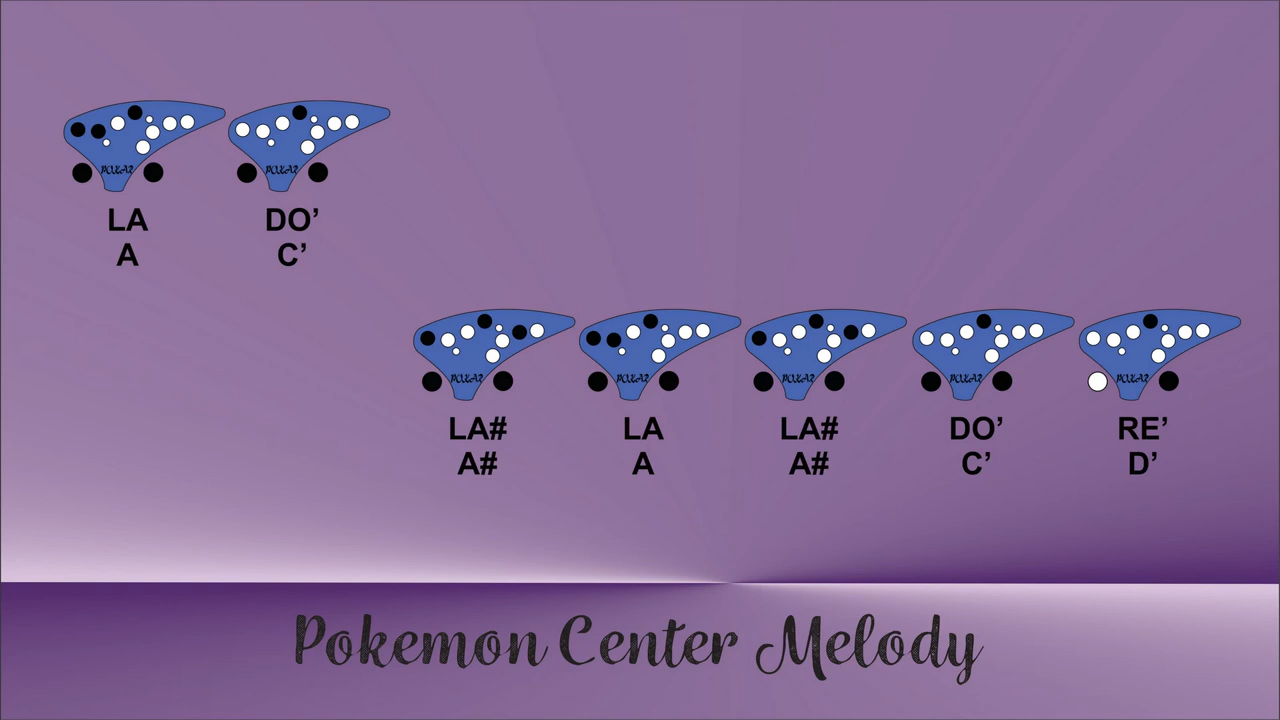 LA DO’
A C’
LA# LA LA# DO’ RE’
A# A A# C’ D’
Pokemon Center Melody